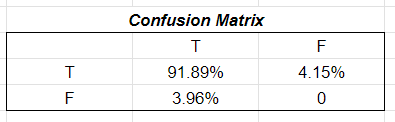 Confusion Matrix
T F
T 91.89% 4.15%
F 3.96% 0